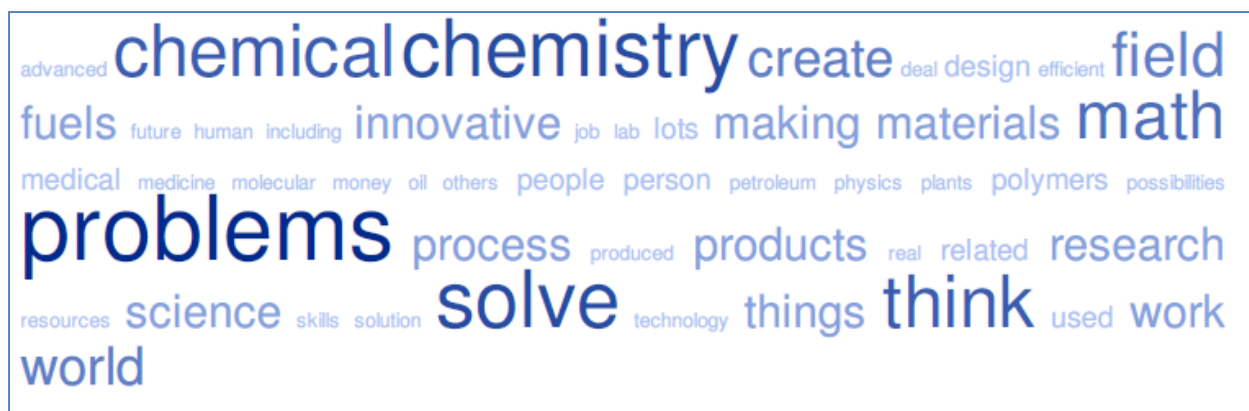 advanced chemical chemistry create deal design efficient field
fuels future human including innovative job lab lots making materials math
medical medicine molecular money oil others people person petroleum physics plants polymers possibilities
problems process produced products real related research
resources science skills solution solve technology things think used work
world